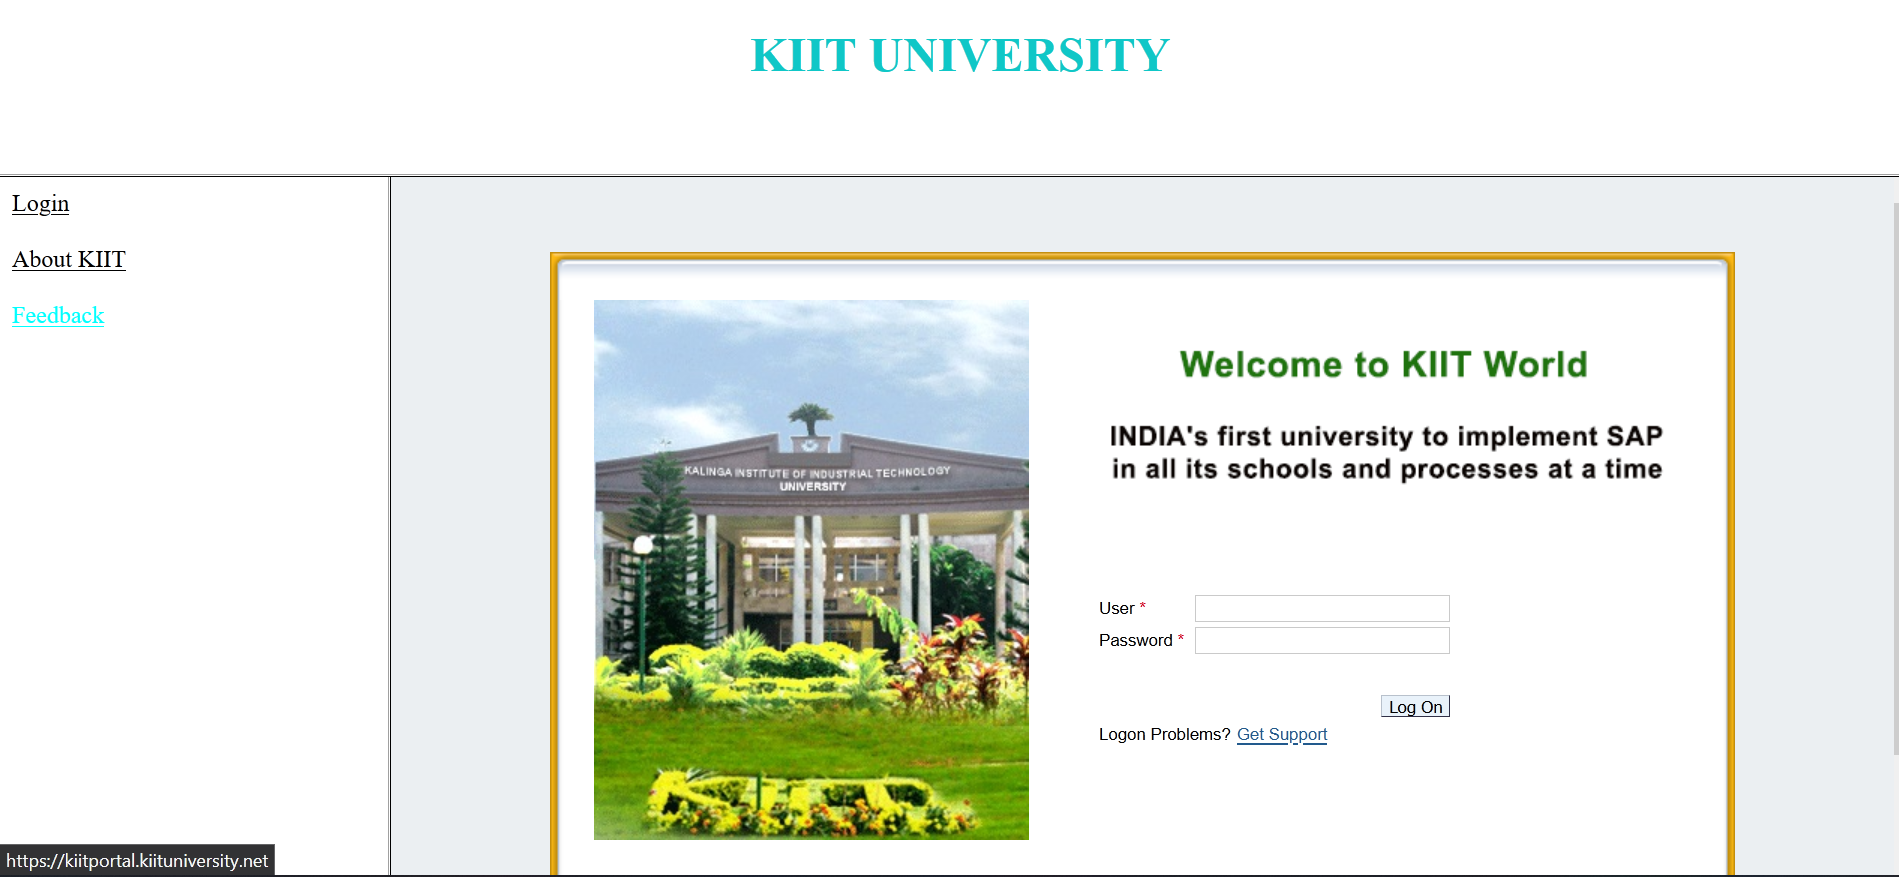 KIIT UNIVERSITY
Login
About KIIT
Feedback
KALINGA INSTITUTE OF INDUSTRIAL TECHNOLOGY
UNIVERSITY
Welcome to KIIT World
INDIA's first university to implement SAP
in all its schools and processes at a time
User *
Password *
Log On
Logon Problems? Get Support
https://kiitportal.kiituniversity.net